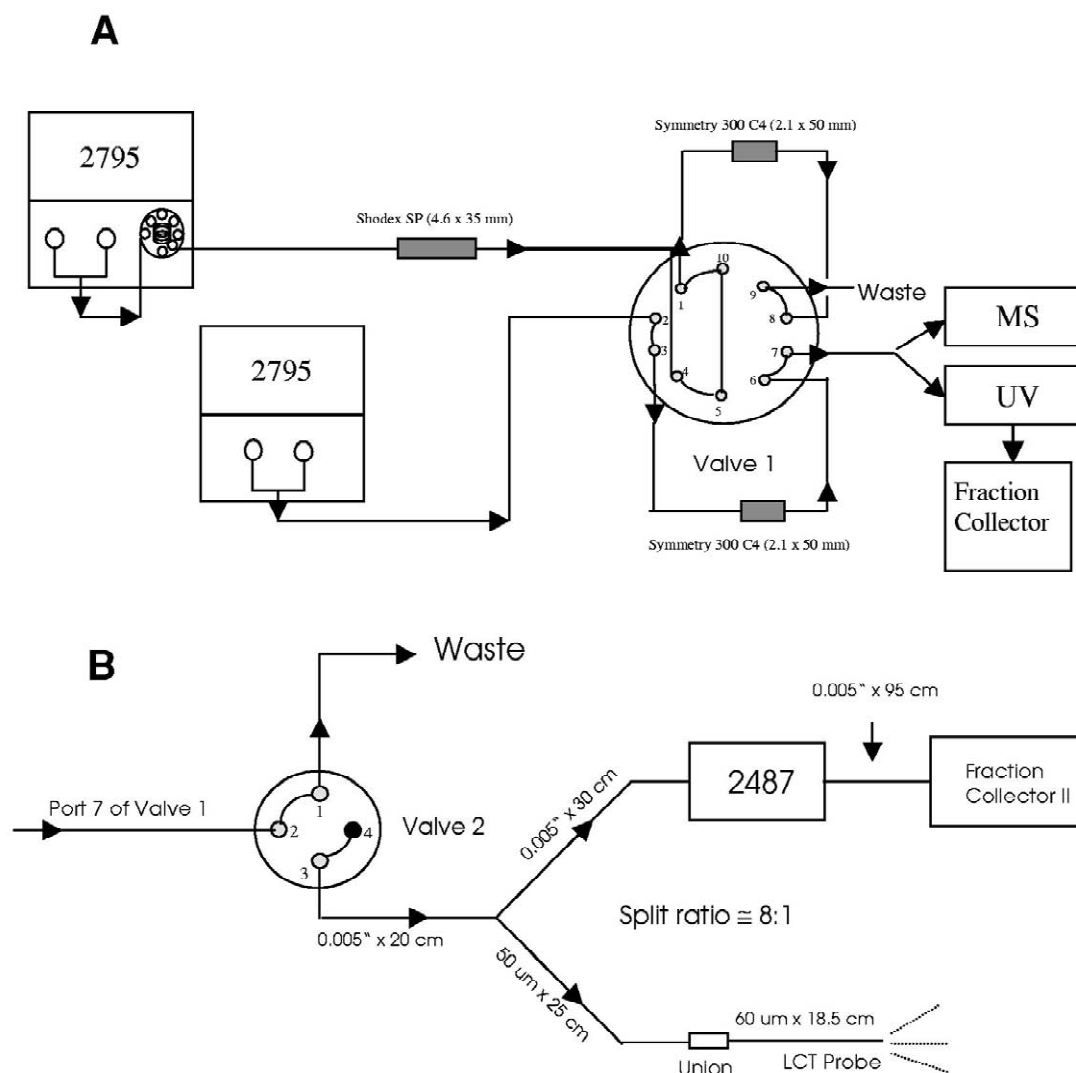 A
Symmetry 300 C4 (2.1 x 50 mm)
2795
Shodex SP (4.6 x 35 mm)
10
1
9
Waste
2
8
MS
3
7
2795
4
6
5
UV
Valve 1
Fraction
Collector
Symmetry 300 C4 (2.1 x 50 mm)
B
Waste
0.005" x 95 cm
2487
Fraction
Collector II
Port 7 of Valve 1
1
2
4
Valve 2
3
0.005" x 30 cm
0.005" x 20 cm
Split ratio ≅ 8:1
50 um x 25 cm
60 um x 18.5 cm
Union
LCT Probe